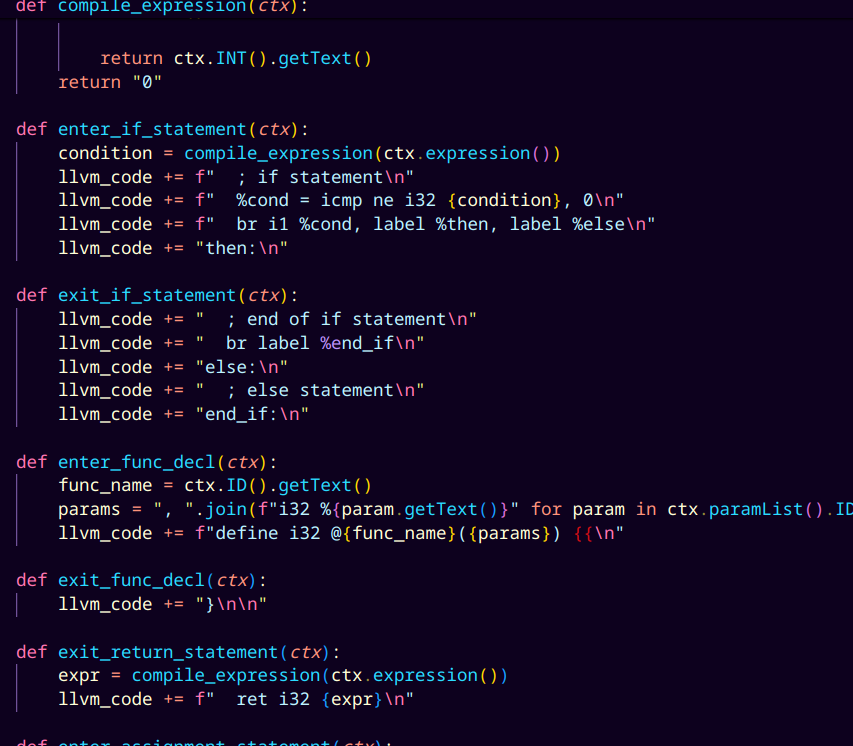 def compile_expression(ctx):
return ctx.INT().getText()
return "0"
def enter_if_statement(ctx):
condition = compile_expression(ctx.expression())
llvm_code += f"  ; if statement\n"
llvm_code += f"  %cond = icmp ne i32 {condition}, 0\n"
llvm_code += f"  br i1 %cond, label %then, label %else\n"
llvm_code += "then:\n"
def exit_if_statement(ctx):
llvm_code += "  ; end of if statement\n"
llvm_code += "  br label %end_if\n"
llvm_code += "else:\n"
llvm_code += "  ; else statement\n"
llvm_code += "end_if:\n"
def enter_func_decl(ctx):
func_name = ctx.ID().getText()
params = ", ".join(f"i32 %{param.getText()}" for param in ctx.paramList().ID
llvm_code += f"define i32 @{func_name}({params}) {{\n"
def exit_func_decl(ctx):
llvm_code += "}\n\n"
def exit_return_statement(ctx):
expr = compile_expression(ctx.expression())
llvm_code += f"  ret i32 {expr}\n"
def enter_assignment_statement(ctx):